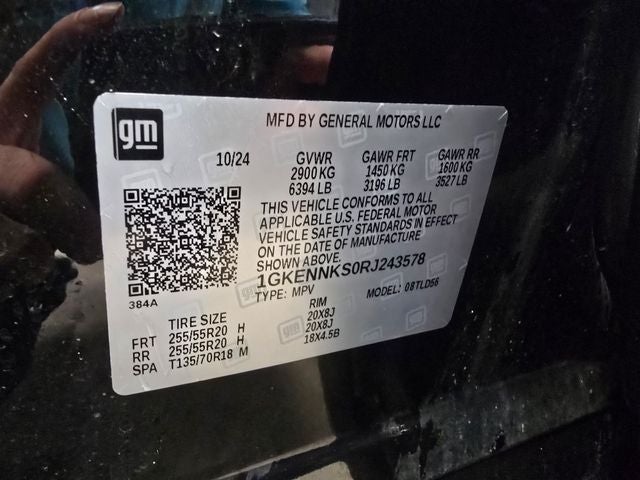 gm
MFD BY GENERAL MOTORS LLC
10/24 GVWR GAWR FRT GAWR RR
2900 KG 1450 KG 1600 KG
6394 LB 3196 LB 3527 LB
THIS VEHICLE CONFORMS TO ALL
APPLICABLE U.S. FEDERAL MOTOR
VEHICLE SAFETY STANDARDS IN EFFECT
ON THE DATE OF MANUFACTURE
SHOWN ABOVE.
1GKENNKS0RJ243578
384A TYPE: MPV MODEL: 08TLD56
TIRE SIZE RIM
FRT 255/55R20 H 20X8J
RR 255/55R20 H 20X8J
SPA T135/70R18 M 18X4.5B